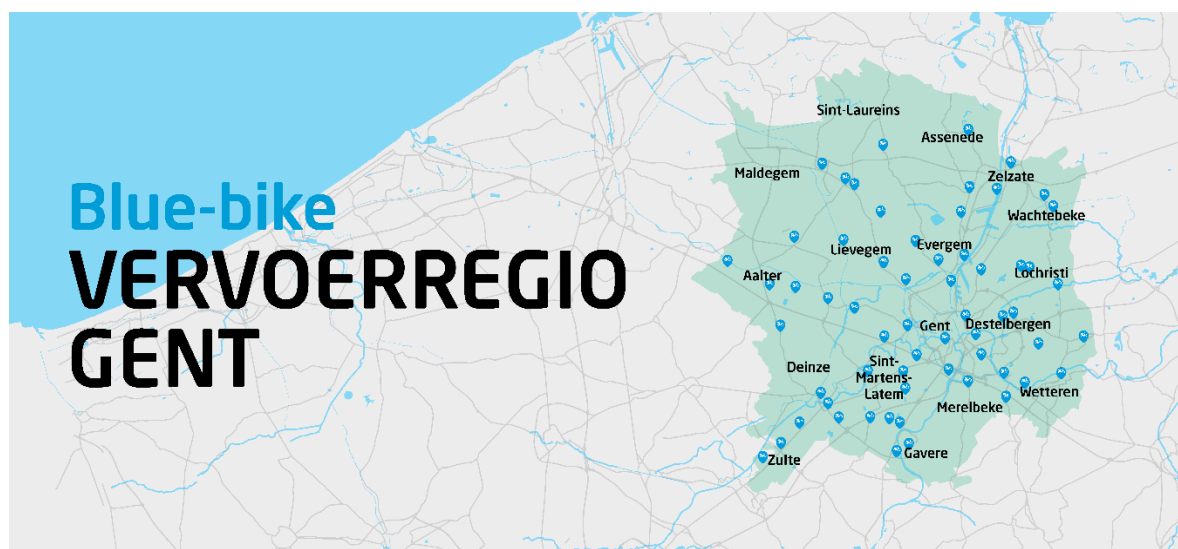 Blue-bike
VERVOERREGIO
GENT
Sint-Laureins
Assenede
Maldegem
Zelzate
Wachtebeke
Lievegem
Evergem
Aalter
Lochristi
Gent
Destelbergen
Deinze
Sint-
Martens-
Latem
Wetteren
Merelbeke
Gavere
Zulte